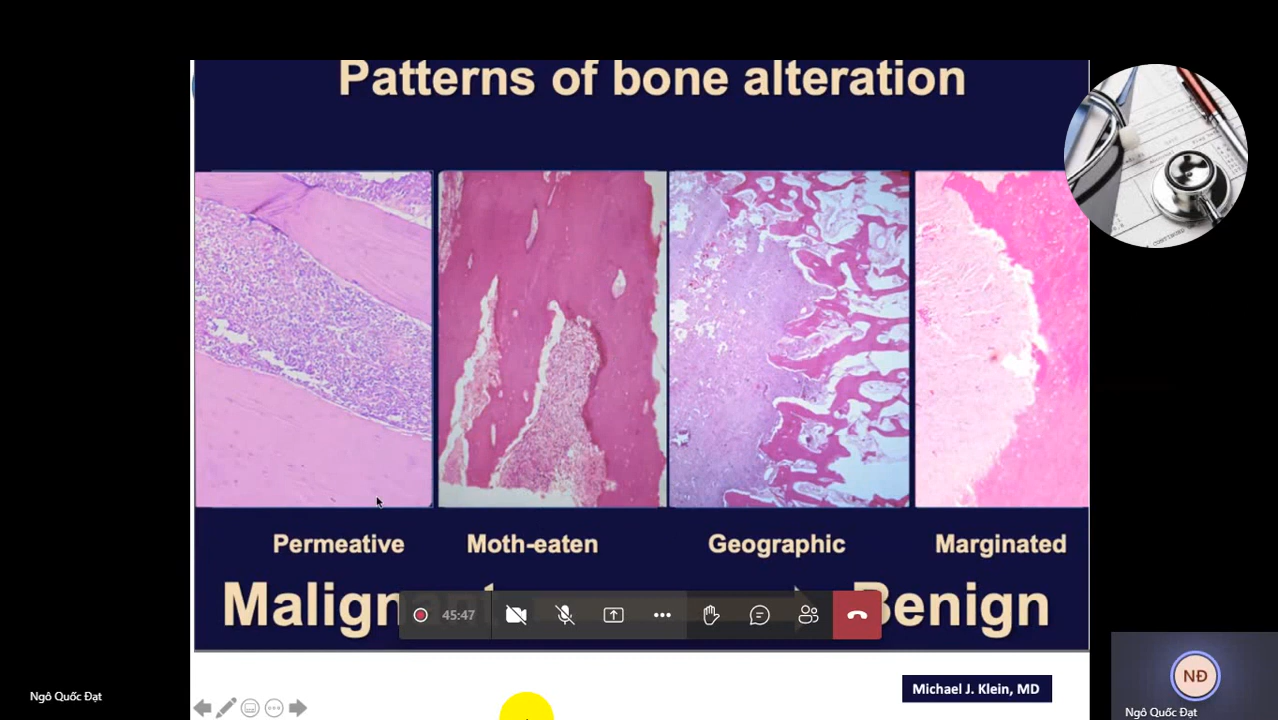 Patterns of bone alteration
Permeative
Moth-eaten
Geographic
Marginated
Benign
45:47
Michael J. Klein, MD
Ngô Quốc Đạt
NĐ
Ngô Quốc Đạt